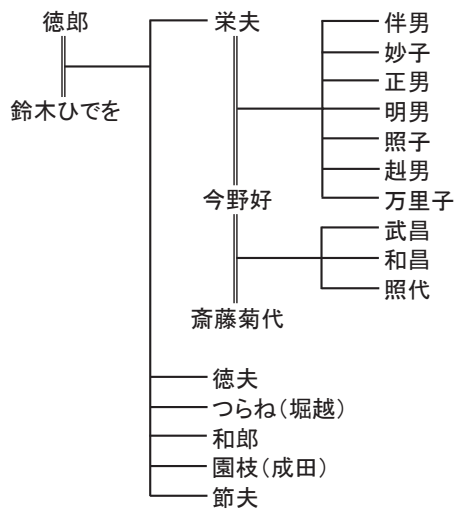 徳郎
鈴木ひでを
栄夫
今野好
斎藤菊代
伴男
妙子
正男
明男
照子
赳男
万里子
武昌
和昌
照代
徳夫
つらね（堀越）
和郎
園枝（成田）
節夫